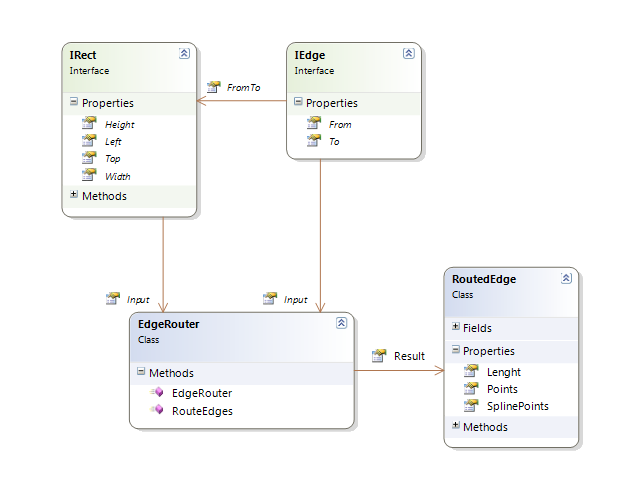 IRect
Interface
Properties
Height
Left
Top
Width
Methods
FromTo
IEdge
Interface
Properties
From
To
Input
Input
EdgeRouter
Class
Methods
EdgeRouter
RouteEdges
Result
RoutedEdge
Class
Fields
Properties
Lenght
Points
SplinePoints
Methods